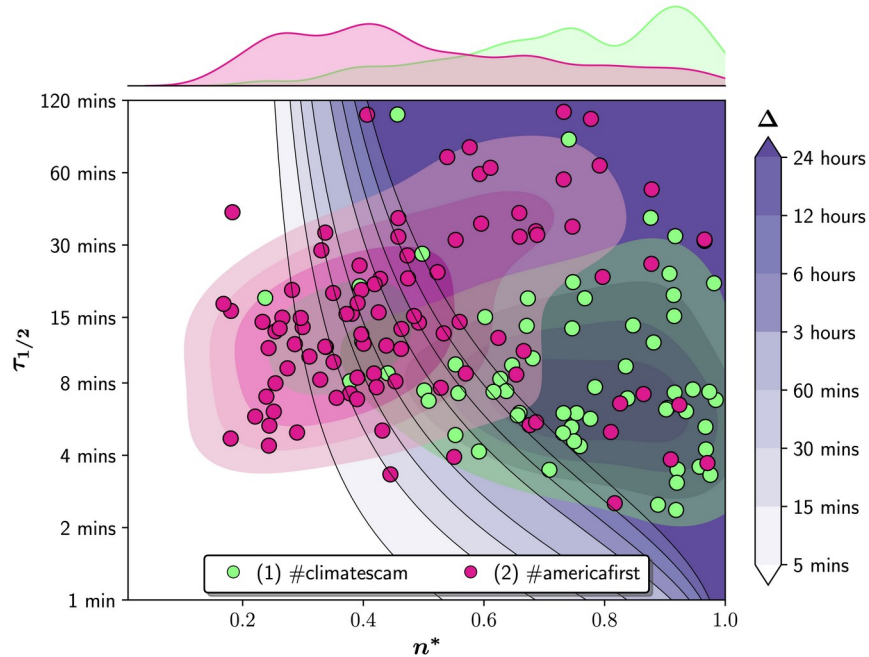 120 mins
60 mins
30 mins
15 mins
8 mins
4 mins
2 mins
1 min
τ1/2
0.2 0.4 0.6 0.8 1.0
n*
(1) #climatescam (2) #americafirst
Δ
24 hours
12 hours
6 hours
3 hours
60 mins
30 mins
15 mins
5 mins